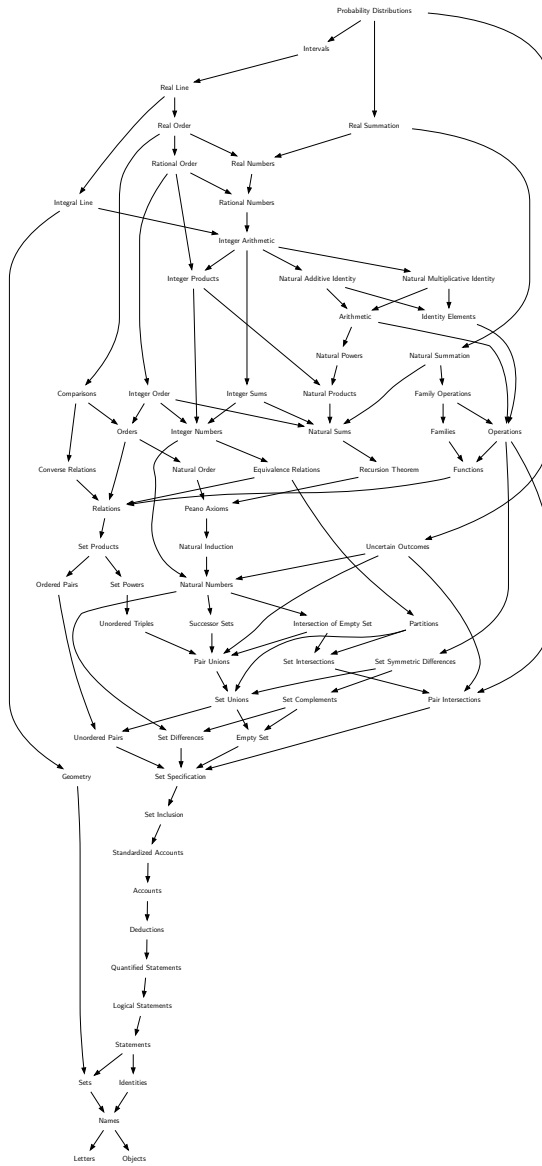 Probability Distributions
Intervals
Real Line
Real Order
Real Summation
Rational Order
Real Numbers
Integral Line
Rational Numbers
Integer Arithmetic
Integer Products
Natural Additive Identity
Natural Multiplicative Identity
Arithmetic
Identity Elements
Natural Powers
Natural Summation
Comparisons
Integer Order
Integer Sums
Natural Products
Family Operations
Orders
Integer Numbers
Natural Sums
Families
Operations
Converse Relations
Natural Order
Equivalence Relations
Recursion Theorem
Functions
Relations
Peano Axioms
Set Products
Natural Induction
Uncertain Outcomes
Ordered Pairs
Set Powers
Natural Numbers
Unordered Triples
Successor Sets
Intersection of Empty Set
Partitions
Pair Unions
Set Intersections
Set Symmetric Differences
Set Unions
Set Complements
Pair Intersections
Unordered Pairs
Set Differences
Empty Set
Geometry
Set Specification
Set Inclusion
Standardized Accounts
Accounts
Deductions
Quantified Statements
Logical Statements
Statements
Sets
Identities
Names
Letters
Objects